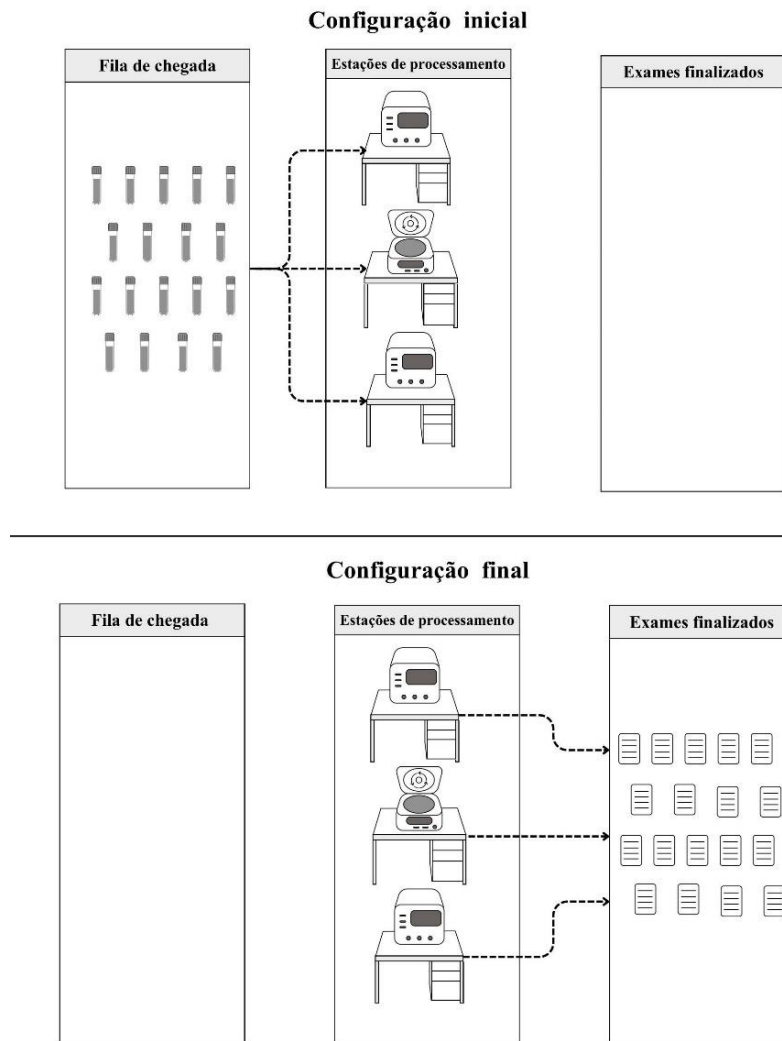 Configuração inicial
Fila de chegada
Estações de processamento
Exames finalizados
Configuração final
Fila de chegada
Estações de processamento
Exames finalizados